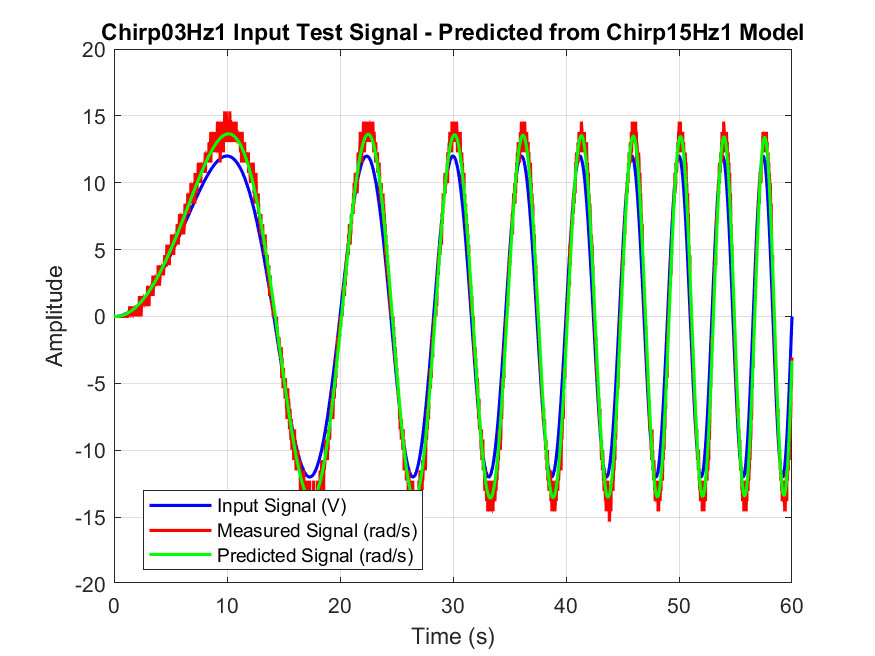 Chirp03Hz1 Input Test Signal - Predicted from Chirp15Hz1 Model
20
15
10
5
0
-5
-10
-15
-20
Amplitude
Input Signal (V)
Measured Signal (rad/s)
Predicted Signal (rad/s)
0 10 20 30 40 50 60
Time (s)